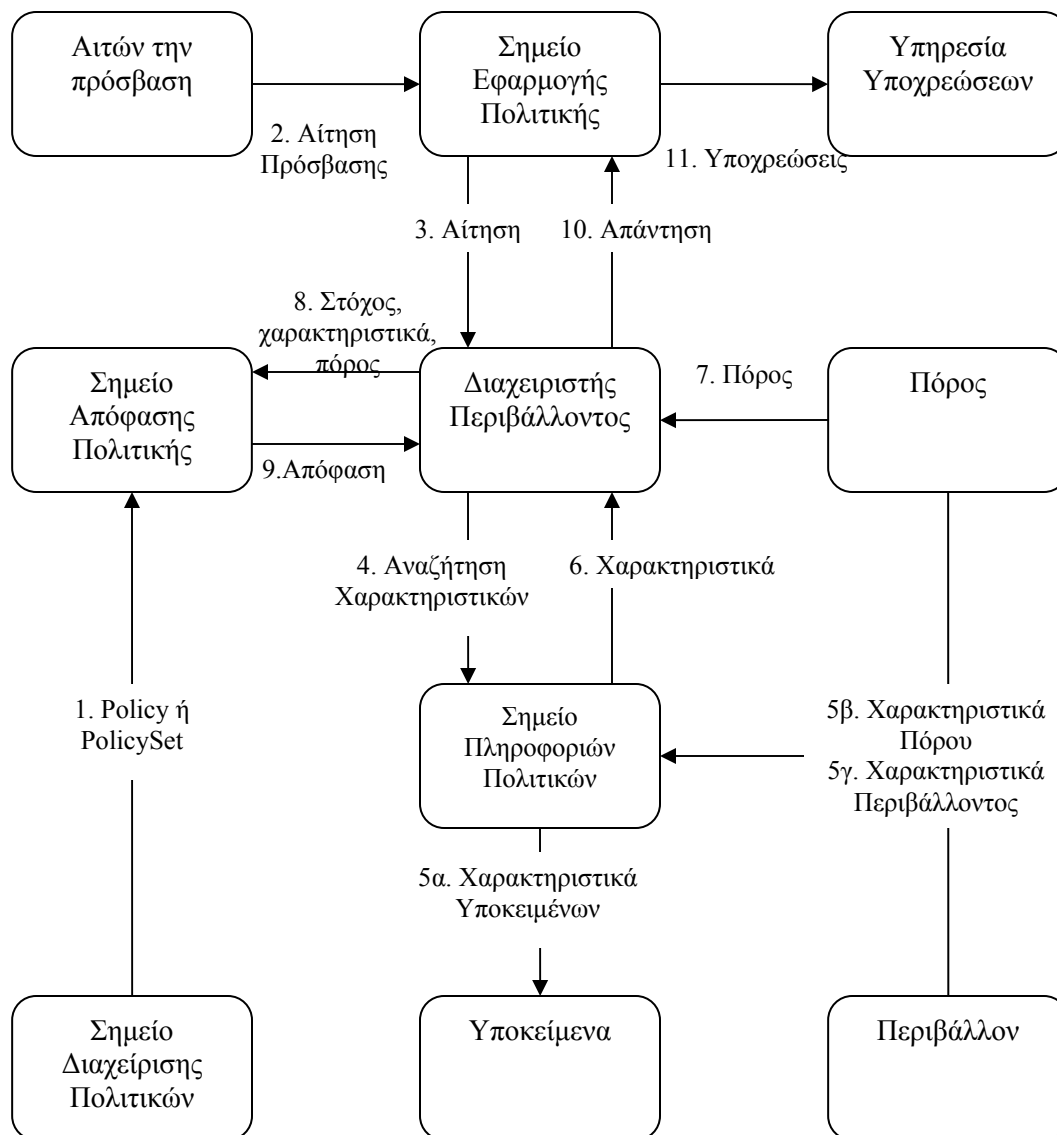 Αιτών την
πρόσβαση
Σημείο
Εφαρμογής
Πολιτικής
Υπηρεσία
Υποχρεώσεων
2. Αίτηση
Πρόσβασης
11. Υποχρεώσεις
3. Αίτηση
10. Απάντηση
8. Στόχος,
χαρακτηριστικά,
πόρος
Σημείο
Απόφασης
Πολιτικής
Διαχειριστής
Περιβάλλοντος
7. Πόρος
Πόρος
9.Απόφαση
4. Αναζήτηση
Χαρακτηριστικών
6. Χαρακτηριστικά
1. Policy ή
PolicySet
Σημείο
Πληροφοριών
Πολιτικών
5β. Χαρακτηριστικά
Πόρου
5γ. Χαρακτηριστικά
Περιβάλλοντος
5α. Χαρακτηριστικά
Υποκειμένων
Σημείο
Διαχείρισης
Πολιτικών
Υποκείμενα
Περιβάλλον